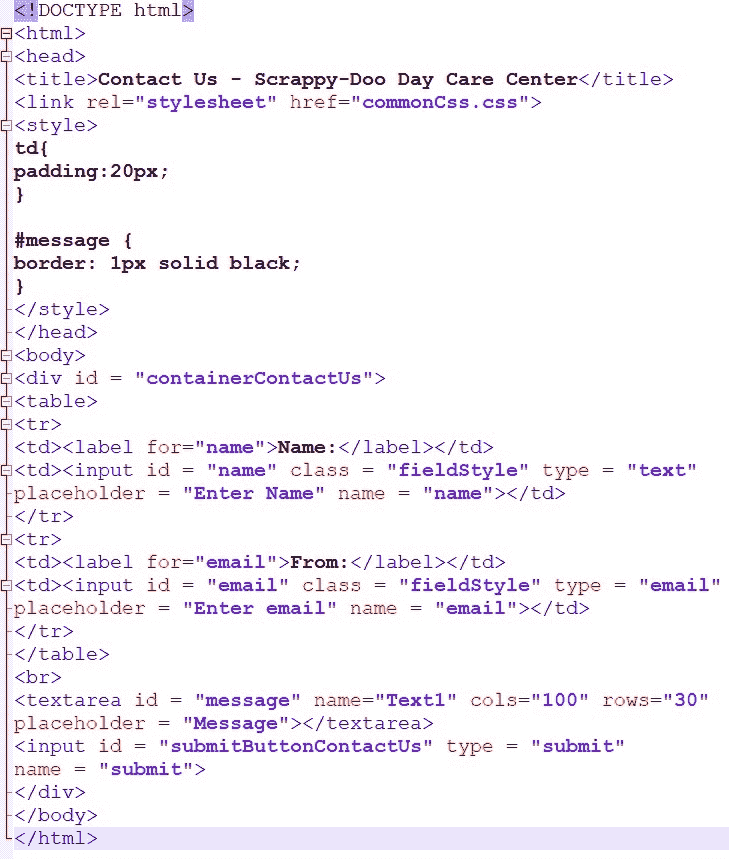 <!DOCTYPE html>
<html>
<head>
<title>Contact Us - Scrappy-Doo Day Care Center</title>
<link rel="stylesheet" href="commonCss.css">
<style>
td{
padding:20px;
}

#message {
border: 1px solid black;
}
</style>
</head>
<body>
<div id = "containerContactUs">
<table>
<tr>
<td><label for="name">Name:</label></td>
<td><input id = "name" class = "fieldStyle" type = "text"
placeholder = "Enter Name" name = "name"></td>
</tr>
<tr>
<td><label for="email">From:</label></td>
<td><input id = "email" class = "fieldStyle" type = "email"
placeholder = "Enter email" name = "email"></td>
</tr>
</table>
<br>
<textarea id = "message" name="Text1" cols="100" rows="30"
placeholder = "Message"></textarea>
<input id = "submitButtonContactUs" type = "submit"
name = "submit">
</div>
</body>
</html>